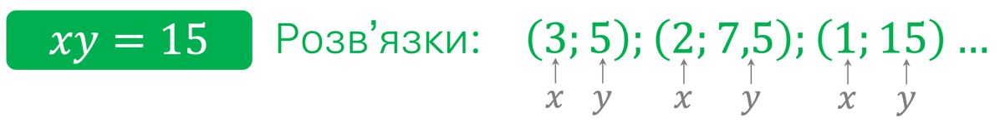 xy = 15 Розв’язки: (3; 5); (2; 7,5); (1; 15) ...
x y x y x y